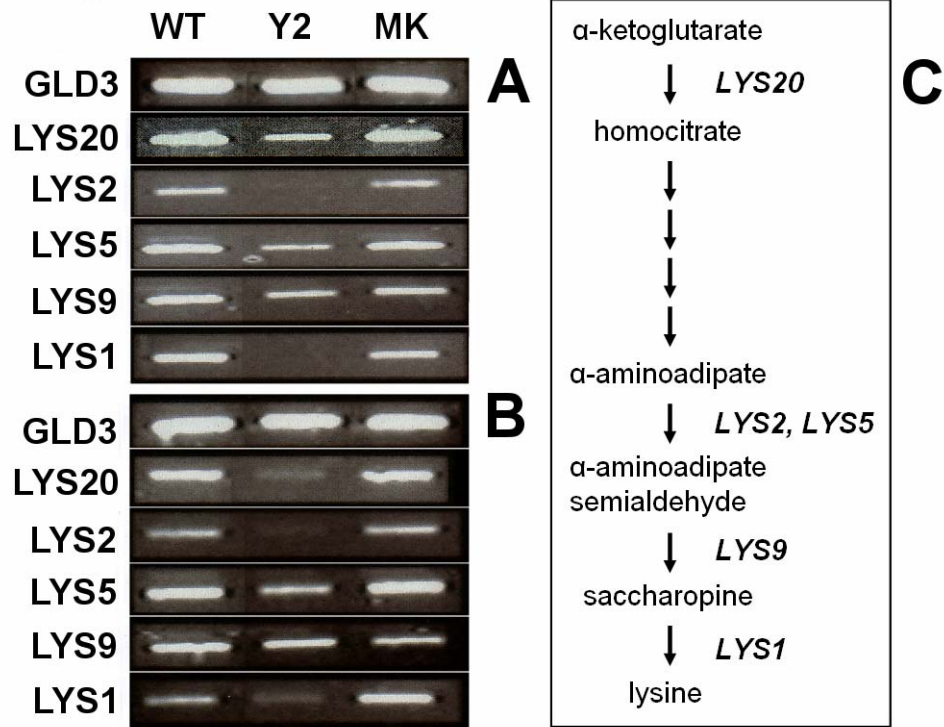 WT Y2 MK
GLD3
LYS20
LYS2
LYS5
LYS9
LYS1
A
GLD3
LYS20
LYS2
LYS5
LYS9
LYS1
B
C
α-ketoglutarate
LYS20
homocitrate
α-aminoadipate
LYS2, LYS5
α-aminoadipate
semialdehyde
LYS9
saccharopine
LYS1
lysine